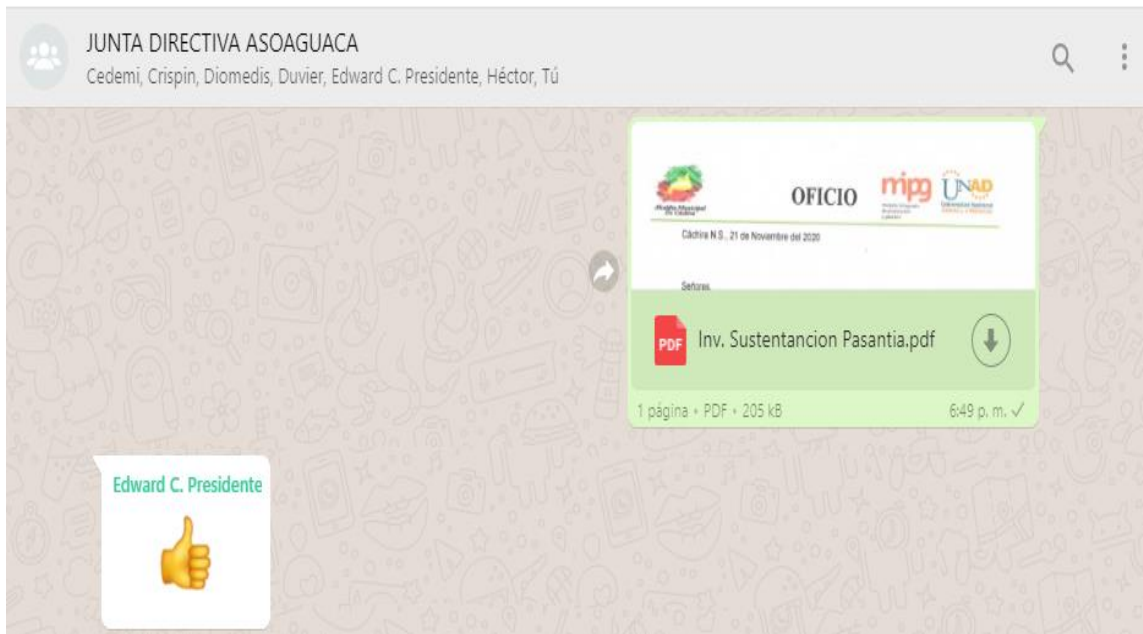 JUNTA DIRECTIVA ASOAGUACA
Cedemi, Crispin, Diomedis, Duvier, Edward C. Presidente, Héctor, Tú
OFICIO
mipg
UNAD
Cáchira N.S., 21 de Noviembre del 2020
Señores
PDF
Inv. Sustentancion Pasantia.pdf
1 página • PDF • 205 kB
6:49 p. m.
Edward C. Presidente